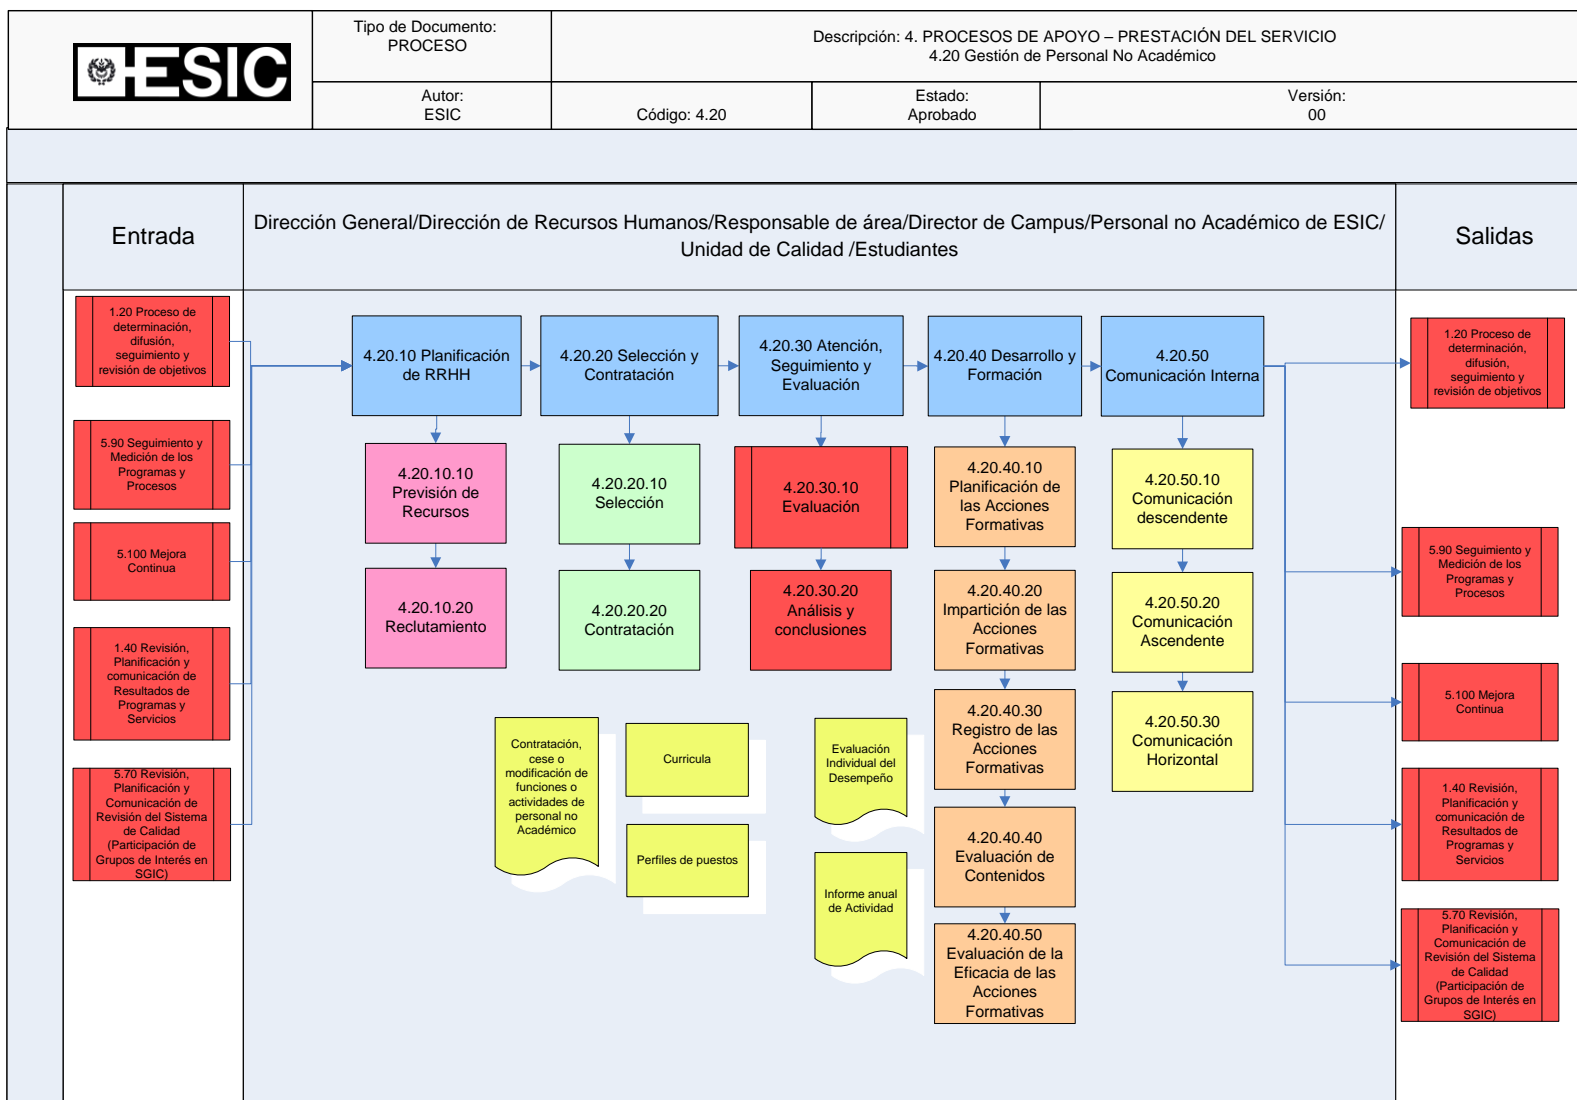 ESIC
Tipo de Documento:
PROCESO
Descripción: 4. PROCESOS DE APOYO – PRESTACIÓN DEL SERVICIO
4.20 Gestión de Personal No Académico
Autor:
ESIC
Código: 4.20
Estado:
Aprobado
Versión:
00
Entrada
Dirección General/Dirección de Recursos Humanos/Responsable de área/Director de Campus/Personal no Académico de ESIC/
Unidad de Calidad /Estudiantes
Salidas
1.20 Proceso de
determinación,
difusión,
seguimiento y
revisión de objetivos
5.90 Seguimiento y
Medición de los
Programas y
Procesos
5.100 Mejora
Continua
1.40 Revisión,
Planificación y
comunicación de
Resultados de
Programas y
Servicios
5.70 Revisión,
Planificación y
Comunicación de
Revisión del Sistema
de Calidad
(Participación de
Grupos de Interés en
SGIC)
4.20.10 Planificación
de RRHH
4.20.10.10
Previsión de
Recursos
4.20.10.20
Reclutamiento
4.20.20 Selección y
Contratación
4.20.20.10
Selección
4.20.20.20
Contratación
4.20.30 Atención,
Seguimiento y
Evaluación
4.20.30.10
Evaluación
4.20.30.20
Análisis y
conclusiones
4.20.40 Desarrollo y
Formación
4.20.40.10
Planificación de
las Acciones
Formativas
4.20.40.20
Impartición de las
Acciones
Formativas
4.20.40.30
Registro de las
Acciones
Formativas
4.20.40.40
Evaluación de
Contenidos
4.20.40.50
Evaluación de la
Eficacia de las
Acciones
Formativas
4.20.50
Comunicación Interna
4.20.50.10
Comunicación
descendente
4.20.50.20
Comunicación
Ascendente
4.20.50.30
Comunicación
Horizontal
Contratación,
cese o
modificación de
funciones o
actividades de
personal no
Académico
Curricula
Perfiles de puestos
Evaluación
Individual del
Desempeño
Informe anual
de Actividad
1.20 Proceso de
determinación,
difusión,
seguimiento y
revisión de objetivos
5.90 Seguimiento y
Medición de los
Programas y
Procesos
5.100 Mejora
Continua
1.40 Revisión,
Planificación y
comunicación de
Resultados de
Programas y
Servicios
5.70 Revisión,
Planificación y
Comunicación de
Revisión del Sistema
de Calidad
(Participación de
Grupos de Interés en
SGIC)